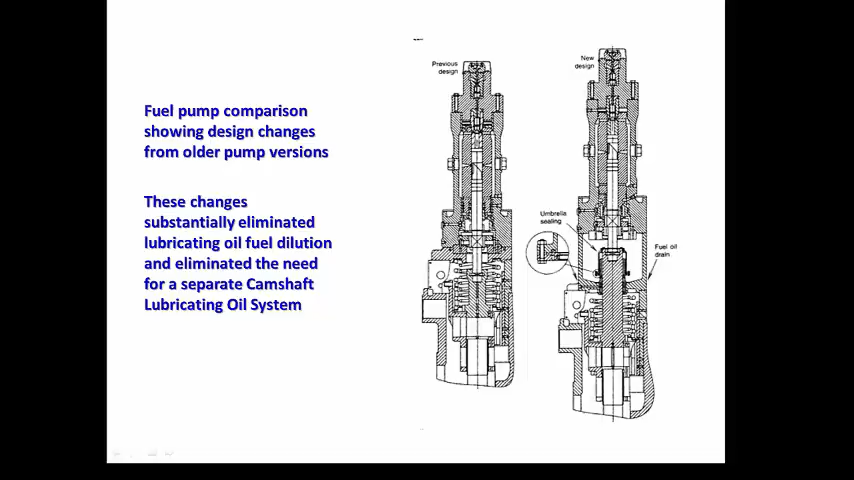 Fuel pump comparison
showing design changes
from older pump versions
These changes
substantially eliminated
lubricating oil fuel dilution
and eliminated the need
for a separate Camshaft
Lubricating Oil System
Previous
design
New
design
Umbrella
sealing
Fuel oil
drain